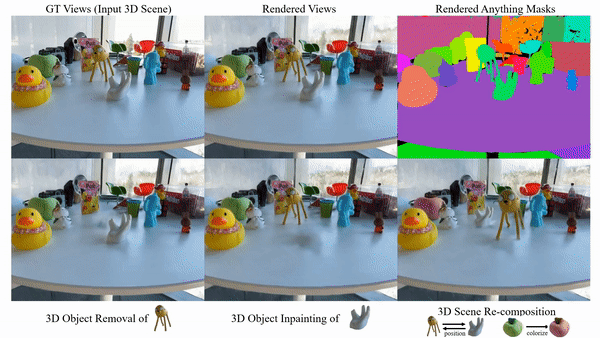 GT Views (Input 3D Scene)
Rendered Views
Rendered Anything Masks
3D Object Removal of
3D Object Inpainting of
3D Scene Re-composition
position
colorize